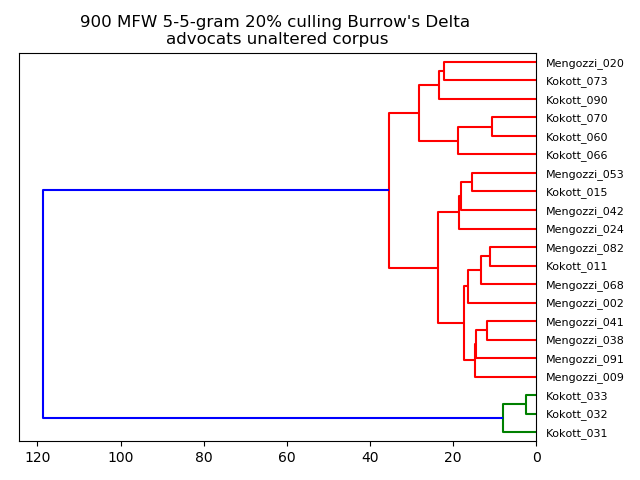 900 MFW 5-5-gram 20% culling Burrow's Delta
advocats unaltered corpus
Mengozzi_020
Kokott_073
Kokott_090
Kokott_070
Kokott_060
Kokott_066
Mengozzi_053
Kokott_015
Mengozzi_042
Mengozzi_024
Mengozzi_082
Kokott_011
Mengozzi_068
Mengozzi_002
Mengozzi_041
Mengozzi_038
Mengozzi_091
Mengozzi_009
Kokott_033
Kokott_032
Kokott_031
120 100 80 60 40 20 0